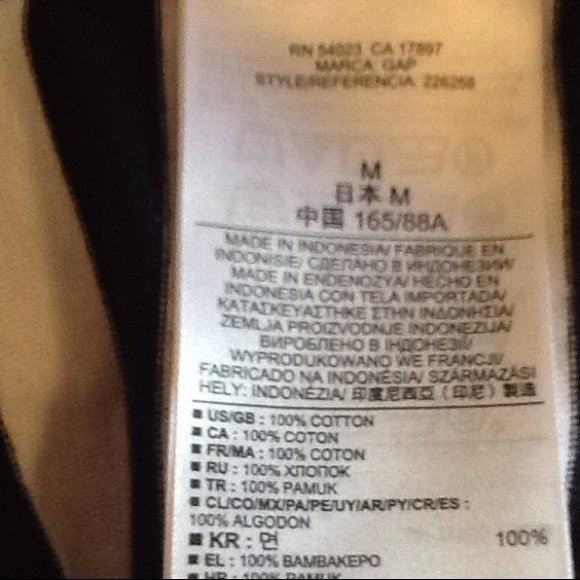 RN 54023 CA 17897
MARCA GAP
STYLE/REFERENCIA 226258
M
日本 M
中国 165/88A
MADE IN INDONESIA/ FABRIQUE EN
INDONISIE/ СДЕЛАНО В ИНДОНЕЗИИ/
MADE IN ENDENOZYA/ HECHO EN
INDONESIA CON TELA IMPORTADA/
ΚΑΤΑΣΚΕΥΑΣΤΗΚΕ ΣΤΗΝ ΙΝΔΟΝΗΣΙΑ/
ZEMLJA PROIZVODNJE INDONEZIJA/
ВИРОБЛЕНО В ІНДОНЕЗІЇ/
WYPRODUKOWANO WE FRANCJI/
FABRICADO NA INDONÉSIA/ SZÁRMAZÁSI
HELY: INDONÉZIA/ 印度尼西亞 (印尼) 製造
■ US/GB : 100% COTTON
■ CA : 100% COTON
■ FR/MA : 100% COTON
■ RU : 100% ХЛОПОК
■ TR : 100% PAMUK
■ CL/CO/MX/PA/PE/UY/AR/PY/CR/ES :
100% ALGODON
■ KR : 면 100%
■ EL : 100% ΒΑΜΒΑΚΕΡΟ
■ HR : 100% PAMUK